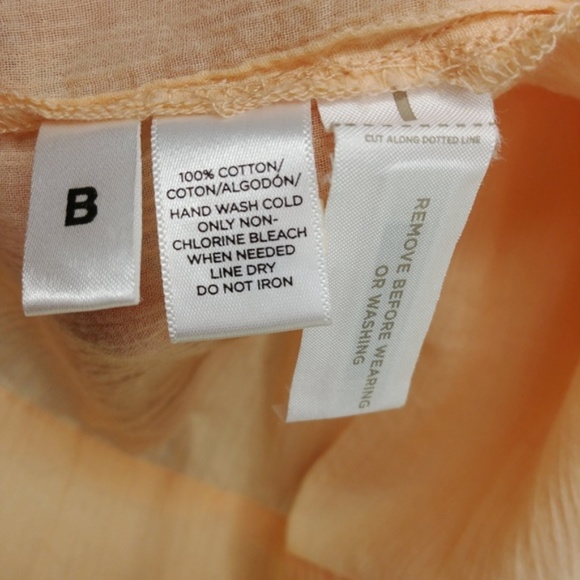 B
100% COTTON/
COTON/ALGODÓN/
HAND WASH COLD
ONLY NON-
CHLORINE BLEACH
WHEN NEEDED
LINE DRY
DO NOT IRON
CUT ALONG DOTTED LINE
REMOVE BEFORE WEARING
OR WASHING